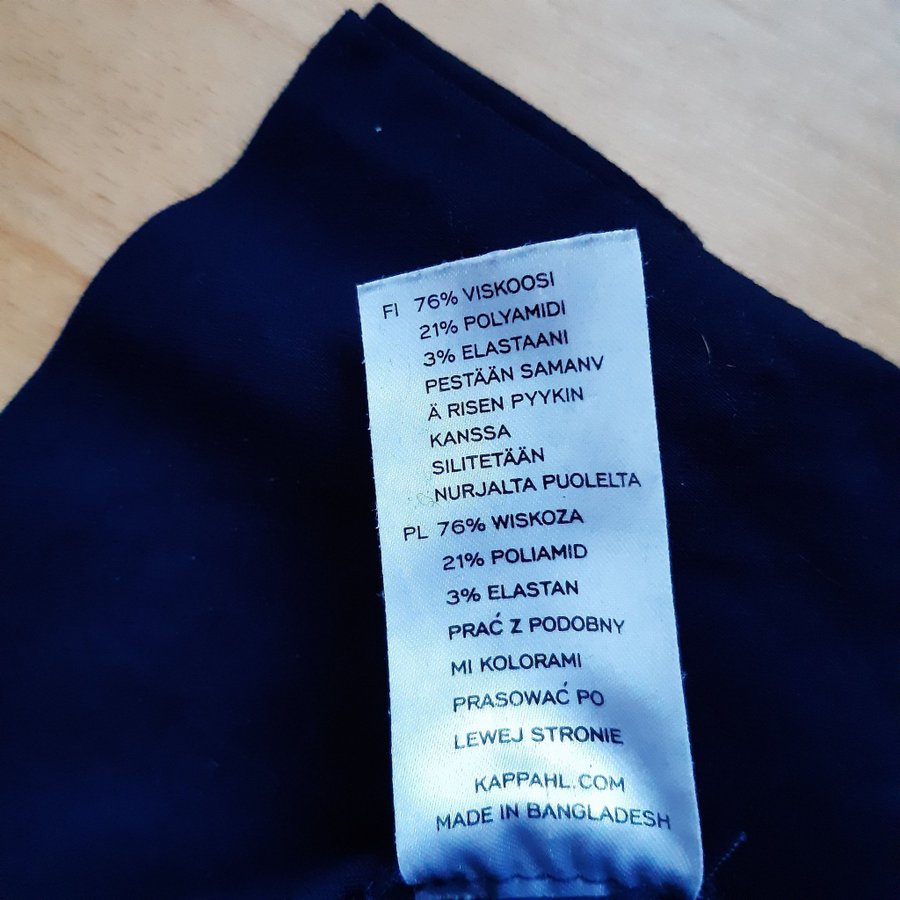 FI 76% VISKOOSI
21% POLYAMIDI
3% ELASTAANI
PESTÄÄN SAMANV
Ä RISEN PYYKIN
KANSSA
SILITETÄÄN
NURJALTA PUOLELTA
PL 76% WISKOZA
21% POLIAMID
3% ELASTAN
PRAĆ Z PODOBNY
MI KOLORAMI
PRASOWAĆ PO
LEWEJ STRONIE
KAPPAHL.COM
MADE IN BANGLADESH